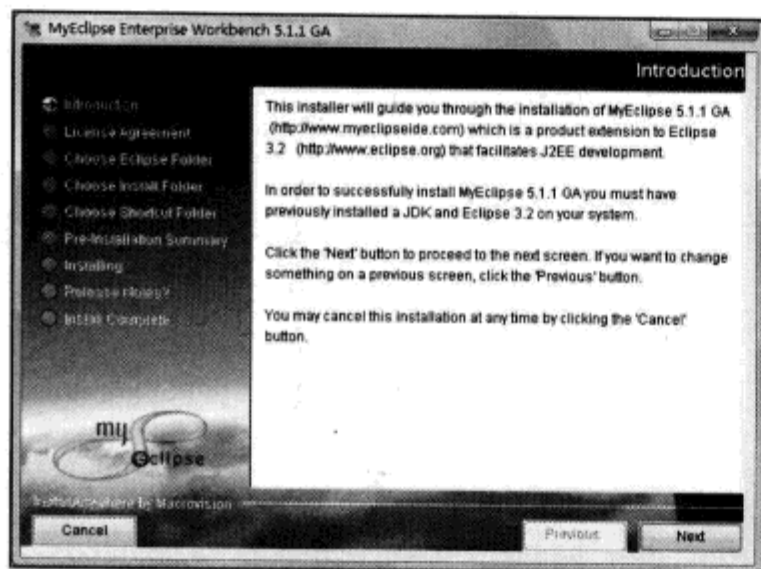 MyEclipse Enterprise Workbench 5.1.1 GA
Introduction
Introduction
License Agreement
Choose Eclipse Folder
Choose Install Folder
Choose Shortcut Folder
Pre-Installation Summary
Installing
Release Notes?
Install Complete
This installer will guide you through the installation of MyEclipse 5.1.1 GA
(http://www.myeclipseide.com) which is a product extension to Eclipse
3.2 (http://www.eclipse.org) that facilitates J2EE development.
In order to successfully install MyEclipse 5.1.1 GA you must have
previously installed a JDK and Eclipse 3.2 on your system.
Click the 'Next' button to proceed to the next screen. If you want to change
something on a previous screen, click the 'Previous' button.
You may cancel this installation at any time by clicking the 'Cancel'
button.
my
eclipse
InstallAnywhere by Macrovision
Cancel
Previous
Next